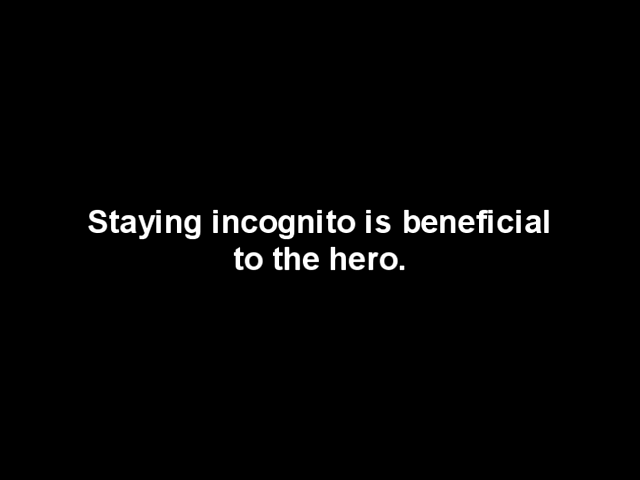 Staying incognito is beneficial
to the hero.